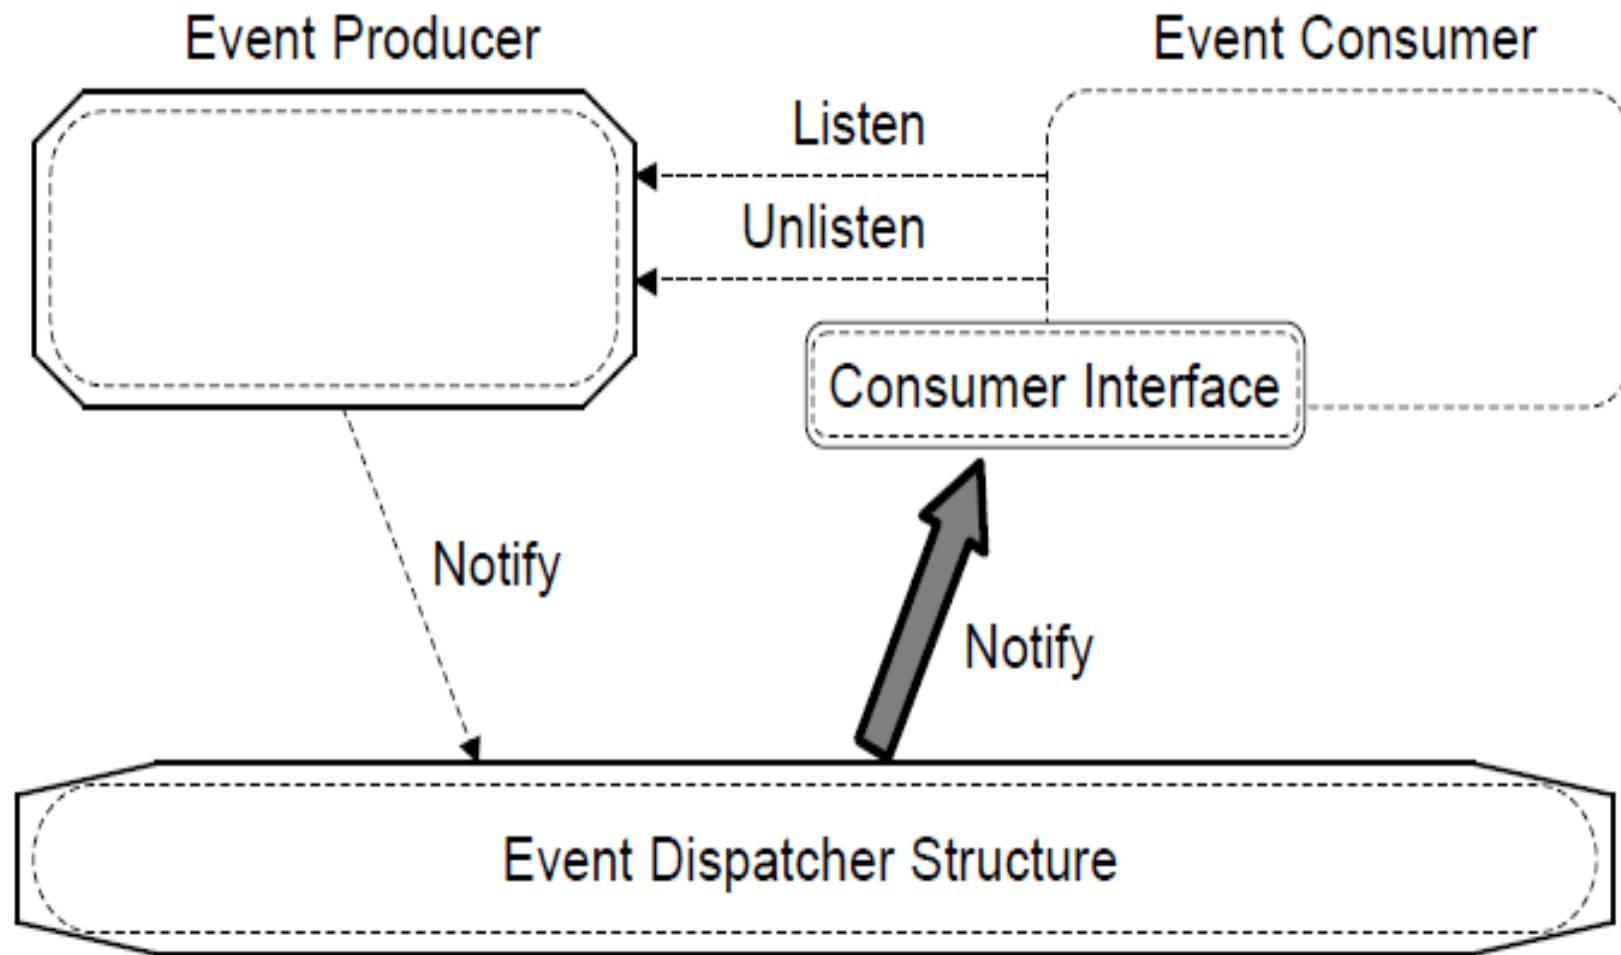 Event Producer
Event Consumer
Listen
Unlisten
Consumer Interface
Notify
Notify
Event Dispatcher Structure